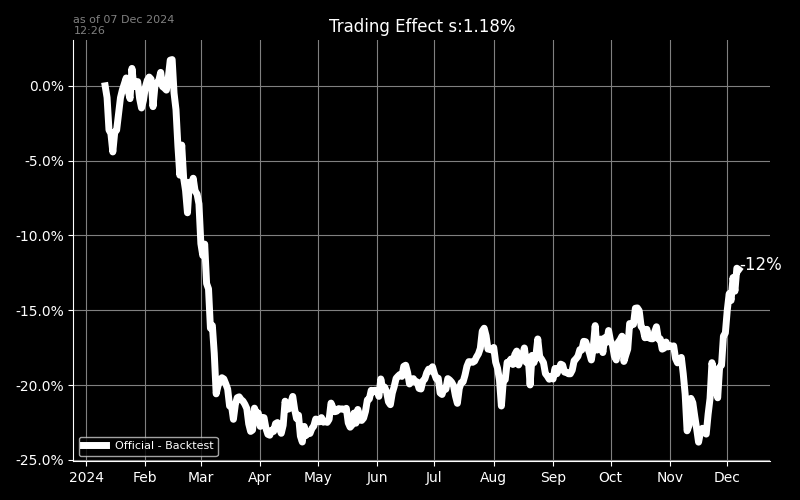 as of 07 Dec 2024
12:26
Trading Effect s:1.18%
0.0%
-5.0%
-10.0%
-15.0%
-20.0%
-25.0%
-12%
Official - Backtest
2024 Feb Mar Apr May Jun Jul Aug Sep Oct Nov Dec